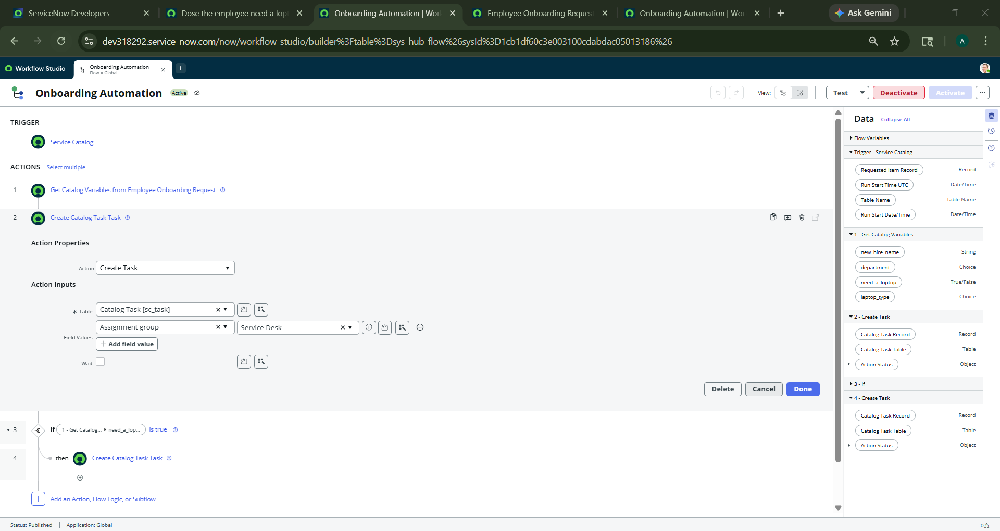 ServiceNow Developers
Dose the employee need a lop
Onboarding Automation | Wor
Employee Onboarding Reques
Onboarding Automation | Wor
Ask Gemini
dev318292.service-now.com/now/workflow-studio/builder%3Ftable%3Dsys_hub_flow%26sysId%3D1cb1df60c3e003100cdabdac05013186%26
A
Workflow Studio
Onboarding Automation
Flow • Global
Onboarding Automation
Active
View:
Test
Deactivate
Activate
TRIGGER
Service Catalog
ACTIONS
Select multiple
1
Get Catalog Variables from Employee Onboarding Request
2
Create Catalog Task Task
Action Properties
Action
Create Task
Action Inputs
* Table
Catalog Task [sc_task]
Field Values
Assignment group
Service Desk
+ Add field value
Wait
Delete
Cancel
Done
3
If
1 - Get Catalog... ▸ need_a_lop...
is true
4
then
Create Catalog Task Task
Add an Action, Flow Logic, or Subflow
Data
Collapse All
Flow Variables
Trigger - Service Catalog
Requested Item Record
Record
Run Start Time UTC
Date/Time
Table Name
Table Name
Run Start Date/Time
Date/Time
1 - Get Catalog Variables
new_hire_name
String
department
Choice
need_a_loptop
True/False
laptop_type
Choice
2 - Create Task
Catalog Task Record
Record
Catalog Task Table
Table
Action Status
Object
3 - If
4 - Create Task
Catalog Task Record
Record
Catalog Task Table
Table
Action Status
Object
Status: Published
Application: Global
0